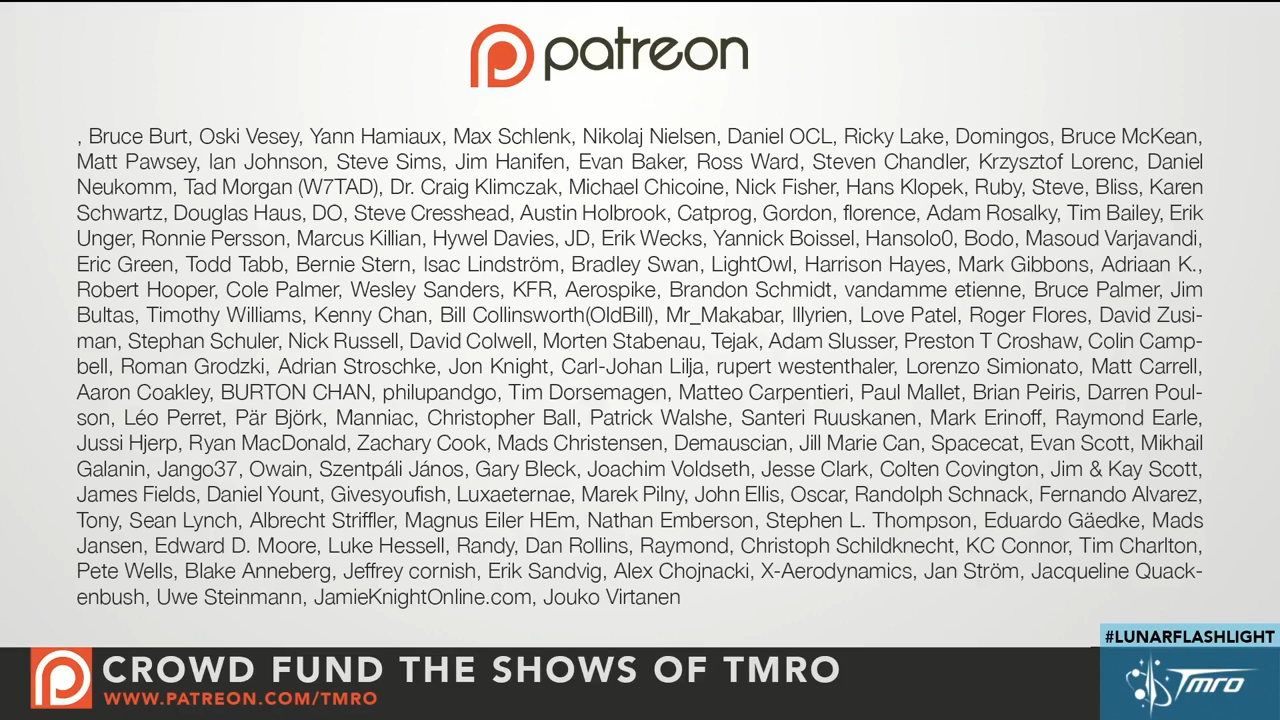 patreon
, Bruce Burt, Oski Vesey, Yann Hamiaux, Max Schlenk, Nikolaj Nielsen, Daniel OCL, Ricky Lake, Domingos, Bruce McKean,
Matt Pawsey, Ian Johnson, Steve Sims, Jim Hanifen, Evan Baker, Ross Ward, Steven Chandler, Krzysztof Lorenc, Daniel
Neukomm, Tad Morgan (W7TAD), Dr. Craig Klimczak, Michael Chicoine, Nick Fisher, Hans Klopek, Ruby, Steve, Bliss, Karen
Schwartz, Douglas Haus, DO, Steve Cresshead, Austin Holbrook, Catprog, Gordon, florence, Adam Rosalky, Tim Bailey, Erik
Unger, Ronnie Persson, Marcus Killian, Hywel Davies, JD, Erik Wecks, Yannick Boissel, Hansolo0, Bodo, Masoud Varjavandi,
Eric Green, Todd Tabb, Bernie Stern, Isac Lindström, Bradley Swan, LightOwl, Harrison Hayes, Mark Gibbons, Adriaan K.,
Robert Hooper, Cole Palmer, Wesley Sanders, KFR, Aerospike, Brandon Schmidt, vandamme etienne, Bruce Palmer, Jim
Bultas, Timothy Williams, Kenny Chan, Bill Collinsworth(OldBill), Mr_Makabar, Illyrien, Love Patel, Roger Flores, David Zusi-
man, Stephan Schuler, Nick Russell, David Colwell, Morten Stabenau, Tejak, Adam Slusser, Preston T Croshaw, Colin Camp-
bell, Roman Grodzki, Adrian Stroschke, Jon Knight, Carl-Johan Lilja, rupert westenthaler, Lorenzo Simionato, Matt Carrell,
Aaron Coakley, BURTON CHAN, philupandgo, Tim Dorsemagen, Matteo Carpentieri, Paul Mallet, Brian Peiris, Darren Poul-
son, Léo Perret, Pär Björk, Manniac, Christopher Ball, Patrick Walshe, Santeri Ruuskanen, Mark Erinoff, Raymond Earle,
Jussi Hjerp, Ryan MacDonald, Zachary Cook, Mads Christensen, Demauscian, Jill Marie Can, Spacecat, Evan Scott, Mikhail
Galanin, Jango37, Owain, Szentpáli János, Gary Bleck, Joachim Voldseth, Jesse Clark, Colten Covington, Jim & Kay Scott,
James Fields, Daniel Yount, Givesyoufish, Luxaeternae, Marek Pilny, John Ellis, Oscar, Randolph Schnack, Fernando Alvarez,
Tony, Sean Lynch, Albrecht Striffler, Magnus Eiler HEm, Nathan Emberson, Stephen L. Thompson, Eduardo Gäedke, Mads
Jansen, Edward D. Moore, Luke Hessell, Randy, Dan Rollins, Raymond, Christoph Schildknecht, KC Connor, Tim Charlton,
Pete Wells, Blake Anneberg, Jeffrey cornish, Erik Sandvig, Alex Chojnacki, X-Aerodynamics, Jan Ström, Jacqueline Quack-
enbush, Uwe Steinmann, JamieKnightOnline.com, Jouko Virtanen
#LUNARFLASHLIGHT
CROWD FUND THE SHOWS OF TMRO
WWW.PATREON.COM/TMRO
Tmro